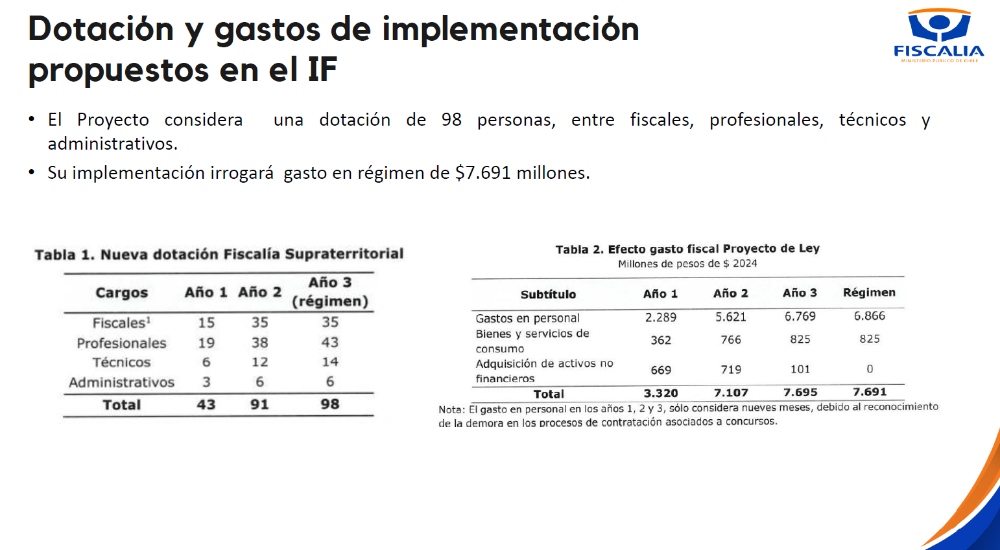 Dotación y gastos de implementación
propuestos en el IF
FISCALIA
MINISTERIO PUBLICO DE CHILE
• El Proyecto considera una dotación de 98 personas, entre fiscales, profesionales, técnicos y
administrativos.
• Su implementación irrogará gasto en régimen de $7.691 millones.
Tabla 1. Nueva dotación Fiscalía Supraterritorial
Cargos Año 1 Año 2 Año 3 (régimen)
Fiscales¹ 15 35 35
Profesionales 19 38 43
Técnicos 6 12 14
Administrativos 3 6 6
Total 43 91 98
Tabla 2. Efecto gasto fiscal Proyecto de Ley
Millones de pesos de $ 2024
Subtítulo Año 1 Año 2 Año 3 Régimen
Gastos en personal 2.289 5.621 6.769 6.866
Bienes y servicios de
consumo 362 766 825 825
Adquisición de activos no
financieros 669 719 101 0
Total 3.320 7.107 7.695 7.691
Nota: El gasto en personal en los años 1, 2 y 3, sólo considera nueves meses, debido al reconocimiento
de la demora en los procesos de contratación asociados a concursos.